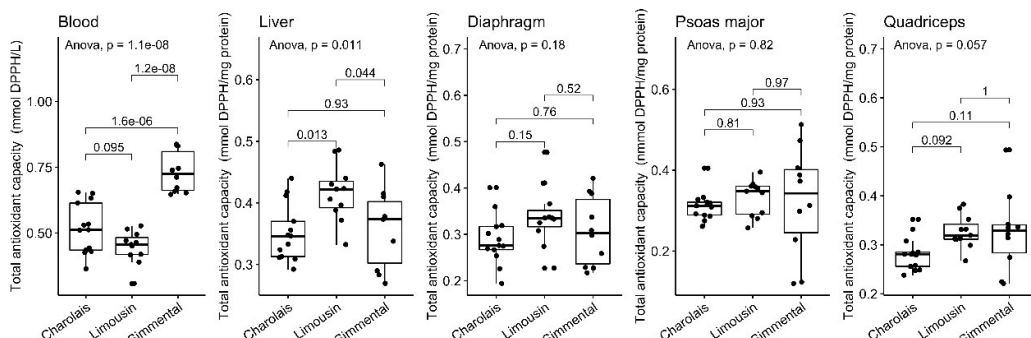 Blood
Anova, p = 1.1e-08
1.2e-08
1.6e-06
0.095
1.00
0.75
0.50
Total antioxidant capacity (mmol DPPH/L)
Charolais
Limousin
Simmental
Liver
Anova, p = 0.011
0.044
0.93
0.013
0.6
0.5
0.4
0.3
Total antioxidant capacity (mmol DPPH/mg protein)
Charolais
Limousin
Simmental
Diaphragm
Anova, p = 0.18
0.52
0.76
0.15
0.7
0.6
0.5
0.4
0.3
0.2
Total antioxidant capacity (mmol DPPH/mg protein)
Charolais
Limousin
Simmental
Psoas major
Anova, p = 0.82
0.97
0.93
0.81
0.6
0.4
0.2
Total antioxidant capacity (nmol DPPH/mg protein)
Charolais
Limousin
Simmental
Quadriceps
Anova, p = 0.057
1
0.11
0.092
0.7
0.6
0.5
0.4
0.3
0.2
Total antioxidant capacity (mmol DPPH/mg protein)
Charolais
Limousin
Simmental